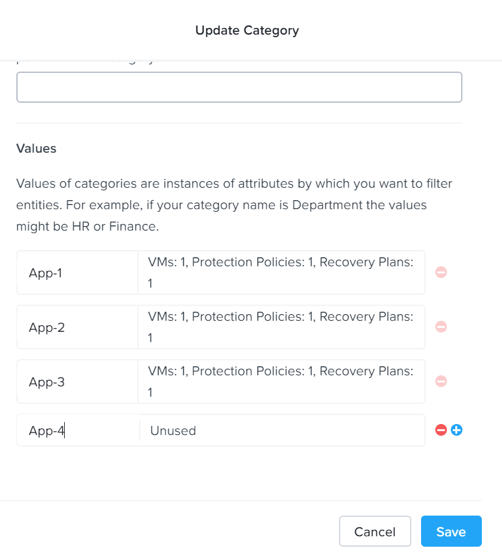 Update Category
Values
Values of categories are instances of attributes by which you want to filter
entities. For example, if your category name is Department the values
might be HR or Finance.
App-1
VMs: 1, Protection Policies: 1, Recovery Plans:
1
App-2
VMs: 1, Protection Policies: 1, Recovery Plans:
1
App-3
VMs: 1, Protection Policies: 1, Recovery Plans:
1
App-4
Unused
Cancel
Save